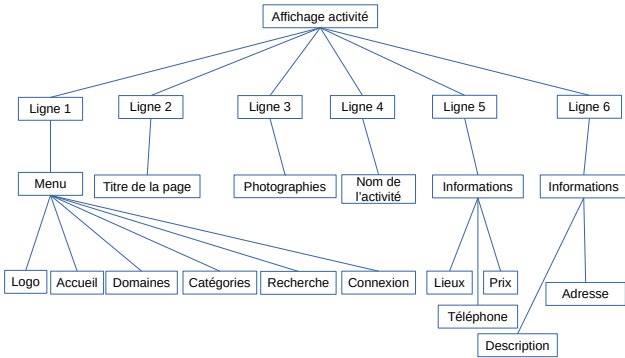 Affichage activité
Ligne 1
Ligne 2
Ligne 3
Ligne 4
Ligne 5
Ligne 6
Menu
Titre de la page
Photographies
Nom de
l'activité
Informations
Informations
Logo
Accueil
Domaines
Catégories
Recherche
Connexion
Lieux
Prix
Adresse
Téléphone
Description